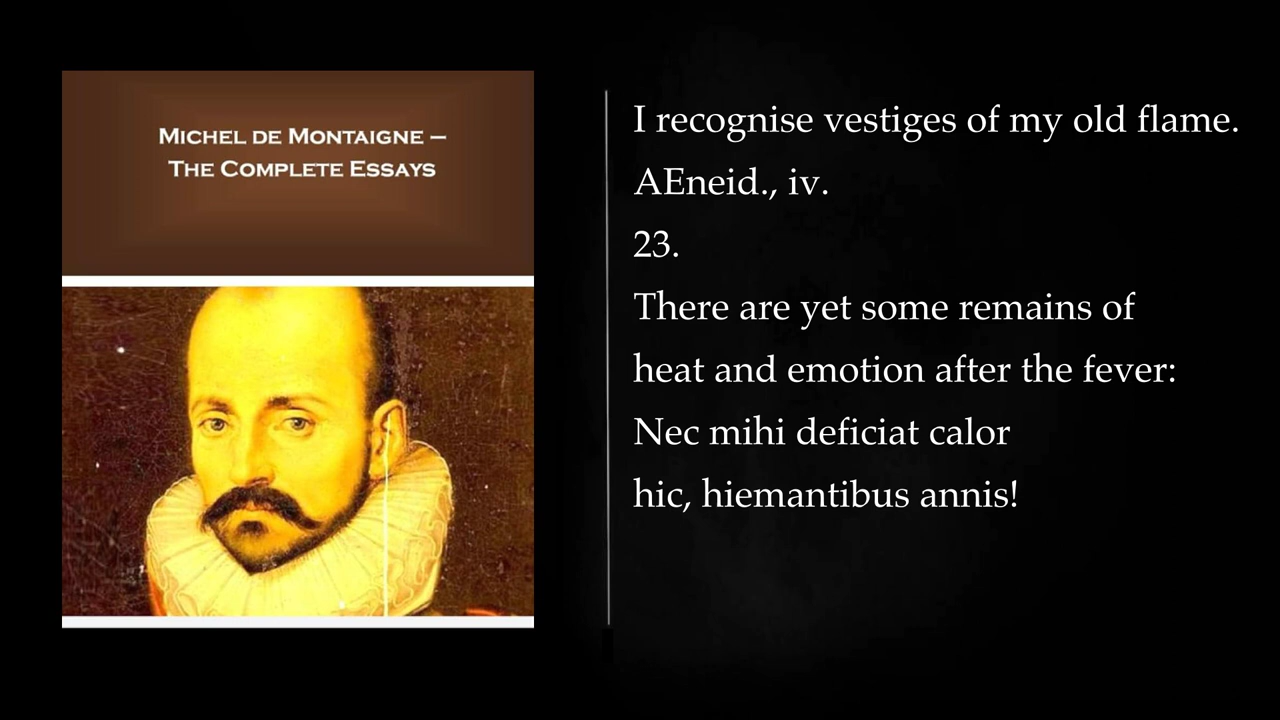 MICHEL DE MONTAIGNE –
THE COMPLETE ESSAYS
I recognise vestiges of my old flame.
AEneid., iv.
23.
There are yet some remains of
heat and emotion after the fever:
Nec mihi deficiat calor
hic, hiemantibus annis!